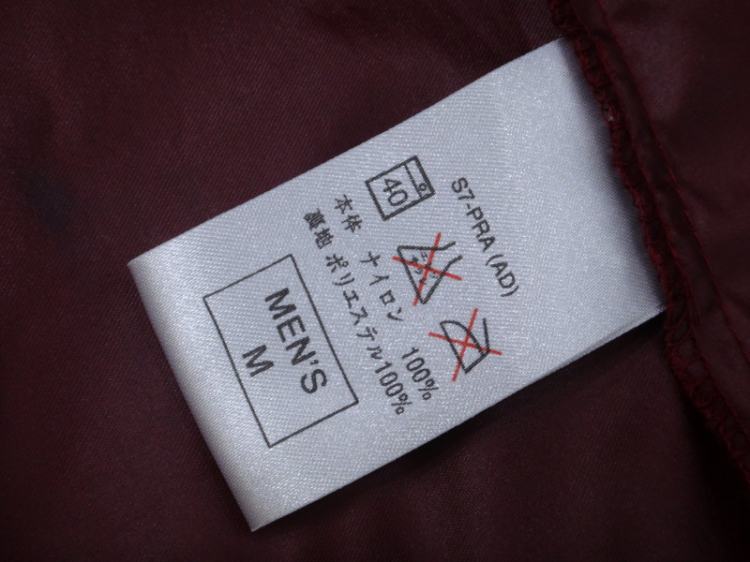 S7-PRA (AD)
40
本体 ナイロン 100%
裏地 ポリエステル100%
MEN'S
M